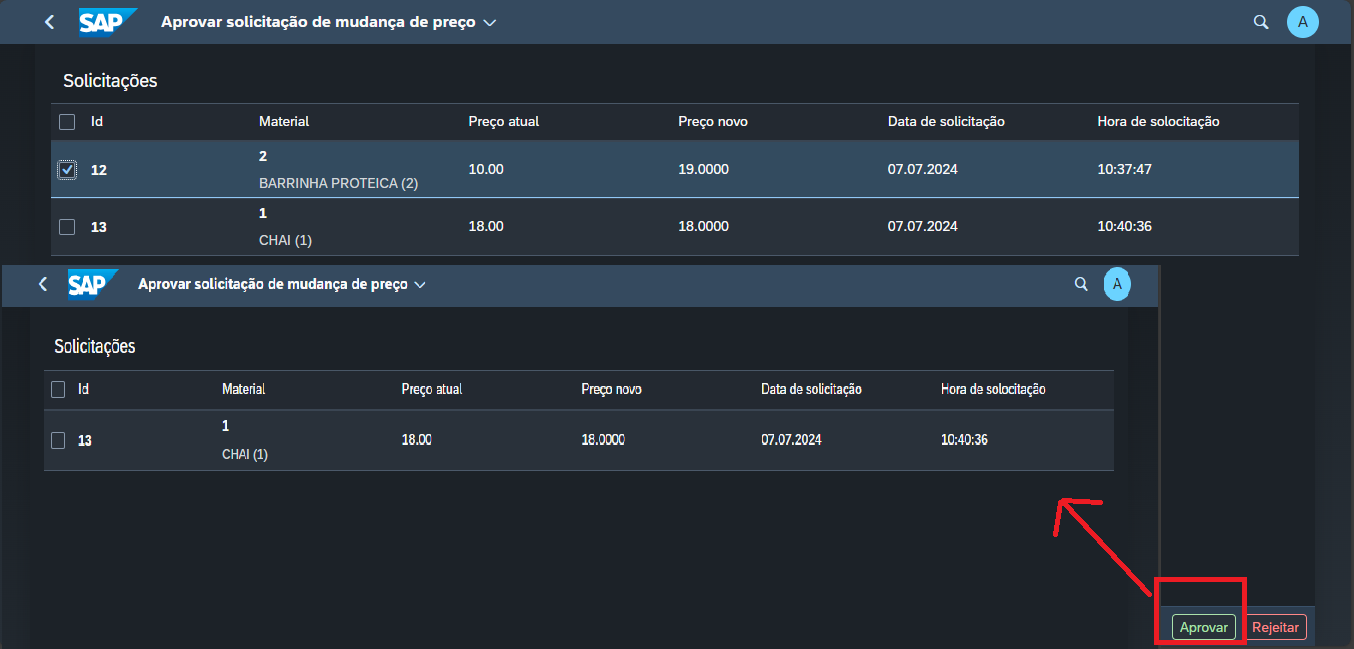 SAP Aprovar solicitação de mudança de preço A
Solicitações
Id Material Preço atual Preço novo Data de solicitação Hora de solocitação
12 2 10.00 19.0000 07.07.2024 10:37:47
BARRINHA PROTEICA (2)
13 1 18.00 18.0000 07.07.2024 10:40:36
CHAI (1)
SAP Aprovar solicitação de mudança de preço A
Solicitações
Id Material Preço atual Preço novo Data de solicitação Hora de solocitação
13 1 18.00 18.0000 07.07.2024 10:40:36
CHAI (1)
Aprovar Rejeitar